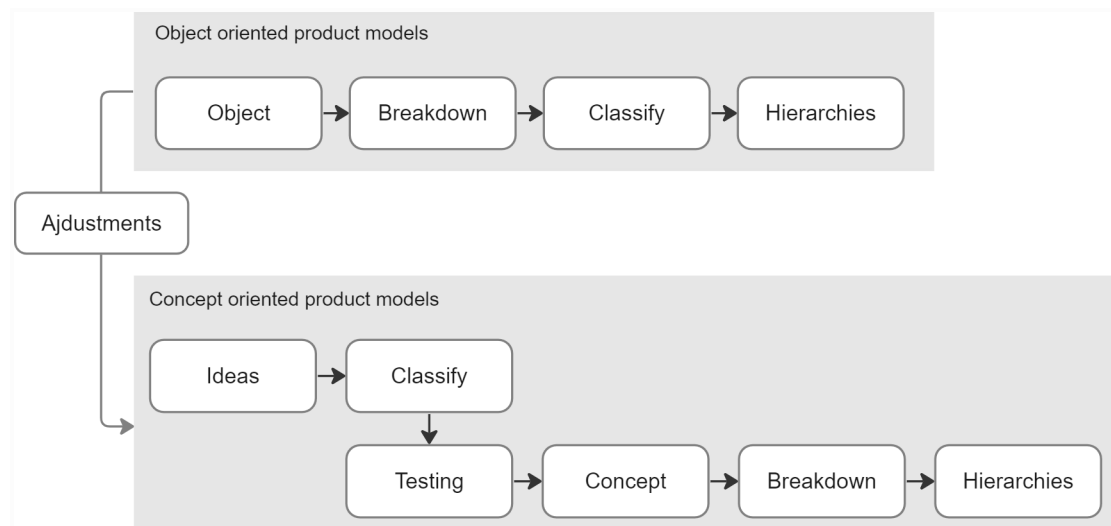 Object oriented product models
Object
Breakdown
Classify
Hierarchies
Ajdustments
Concept oriented product models
Ideas
Classify
Testing
Concept
Breakdown
Hierarchies